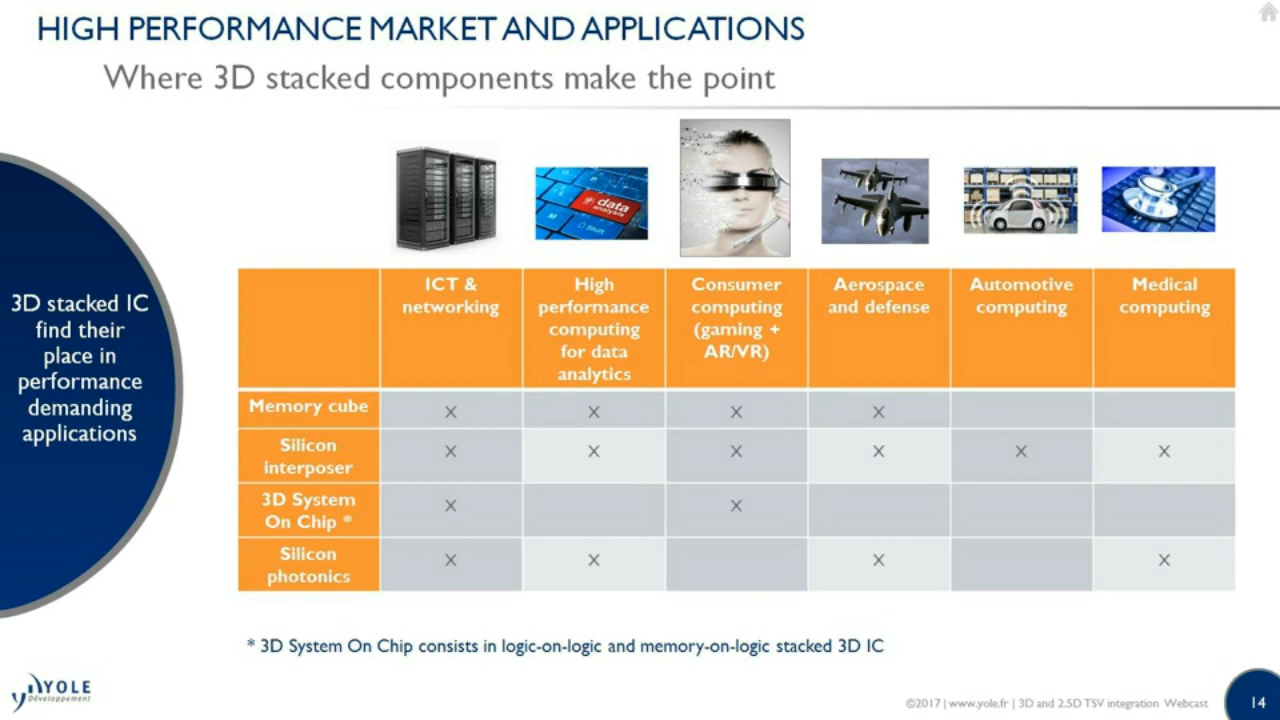 HIGH PERFORMANCE MARKET AND APPLICATIONS
Where 3D stacked components make the point
data
analysis
M
Shift
3D stacked IC
find their
place in
performance
demanding
applications
ICT &
networking
High
performance
computing
for data
analytics
Consumer
computing
(gaming +
AR/VR)
Aerospace
and defense
Automotive
computing
Medical
computing
Memory cube X X X X
Silicon
interposer X X X X X X
3D System
On Chip * X X
Silicon
photonics X X X X
* 3D System On Chip consists in logic-on-logic and memory-on-logic stacked 3D IC
YOLE
Développement
©2017 | www.yole.fr | 3D and 2.5D TSV integration Webcast
14